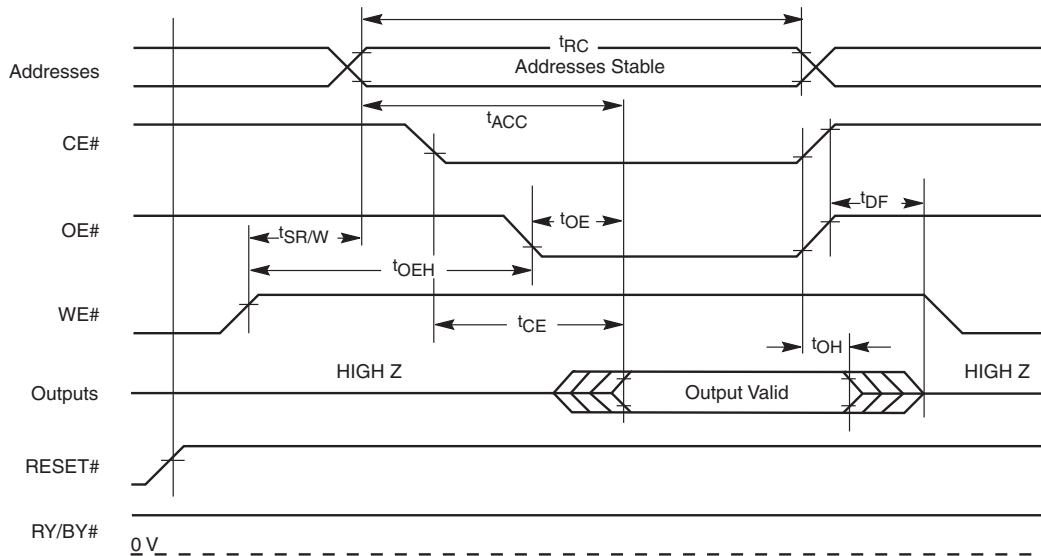 tRC
Addresses
Addresses Stable
tACC
CE#
tOE
tDF
OE#
tSR/W
tOEH
WE#
tCE
tOH
HIGH Z
HIGH Z
Outputs
Output Valid
RESET#
RY/BY#
0 V